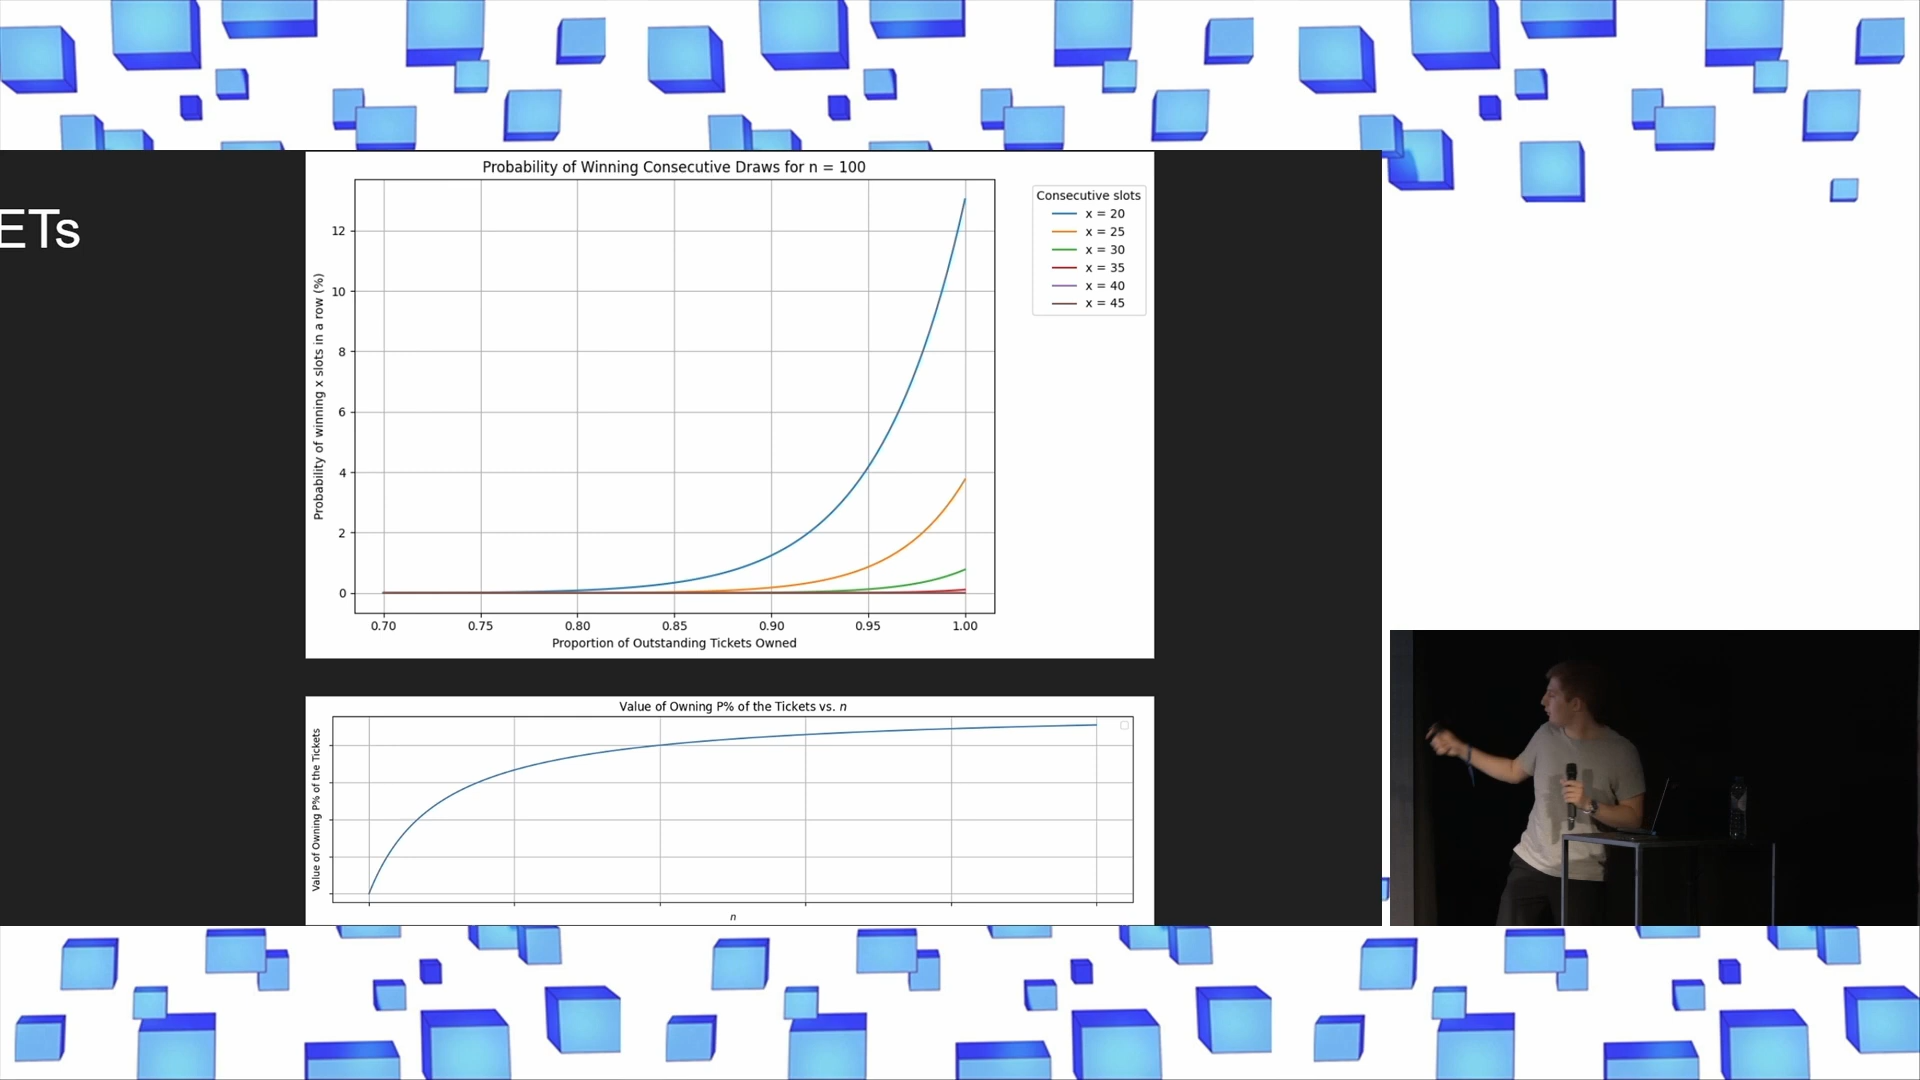 ETs
Probability of Winning Consecutive Draws for n = 100
Probability of winning x slots in a row (%)
12
10
8
6
4
2
0
0.70 0.75 0.80 0.85 0.90 0.95 1.00
Proportion of Outstanding Tickets Owned
Consecutive slots
x = 20
x = 25
x = 30
x = 35
x = 40
x = 45
Value of Owning P% of the Tickets vs. n
Value of Owning P% of the Tickets
n